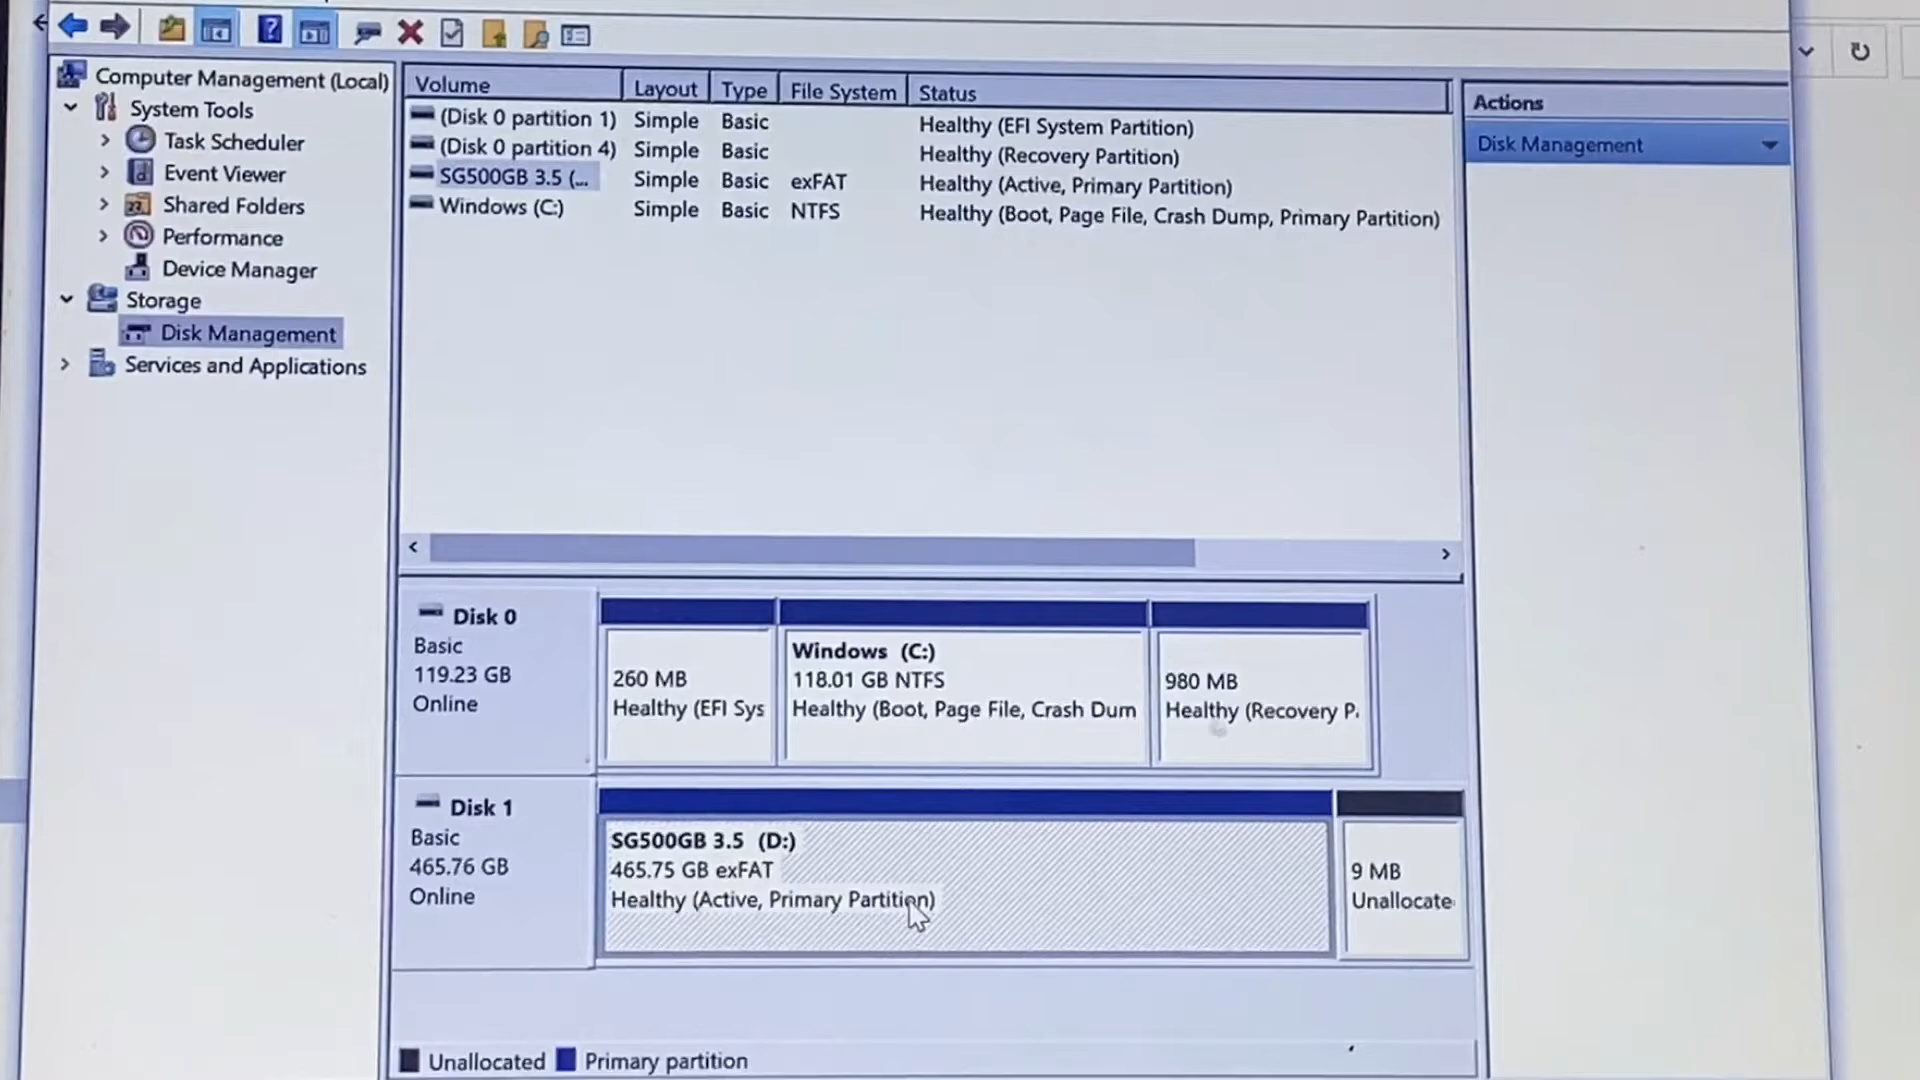 Computer Management (Local)
System Tools
Task Scheduler
Event Viewer
Shared Folders
Performance
Device Manager
Storage
Disk Management
Services and Applications
Volume Layout Type File System Status
(Disk 0 partition 1) Simple Basic Healthy (EFI System Partition)
(Disk 0 partition 4) Simple Basic Healthy (Recovery Partition)
SG500GB 3.5 (... Simple Basic exFAT Healthy (Active, Primary Partition)
Windows (C:) Simple Basic NTFS Healthy (Boot, Page File, Crash Dump, Primary Partition)
Actions
Disk Management
Disk 0
Basic
119.23 GB
Online
260 MB
Healthy (EFI Sys
Windows (C:)
118.01 GB NTFS
Healthy (Boot, Page File, Crash Dum
980 MB
Healthy (Recovery P
Disk 1
Basic
465.76 GB
Online
SG500GB 3.5 (D:)
465.75 GB exFAT
Healthy (Active, Primary Partition)
9 MB
Unallocate
Unallocated Primary partition